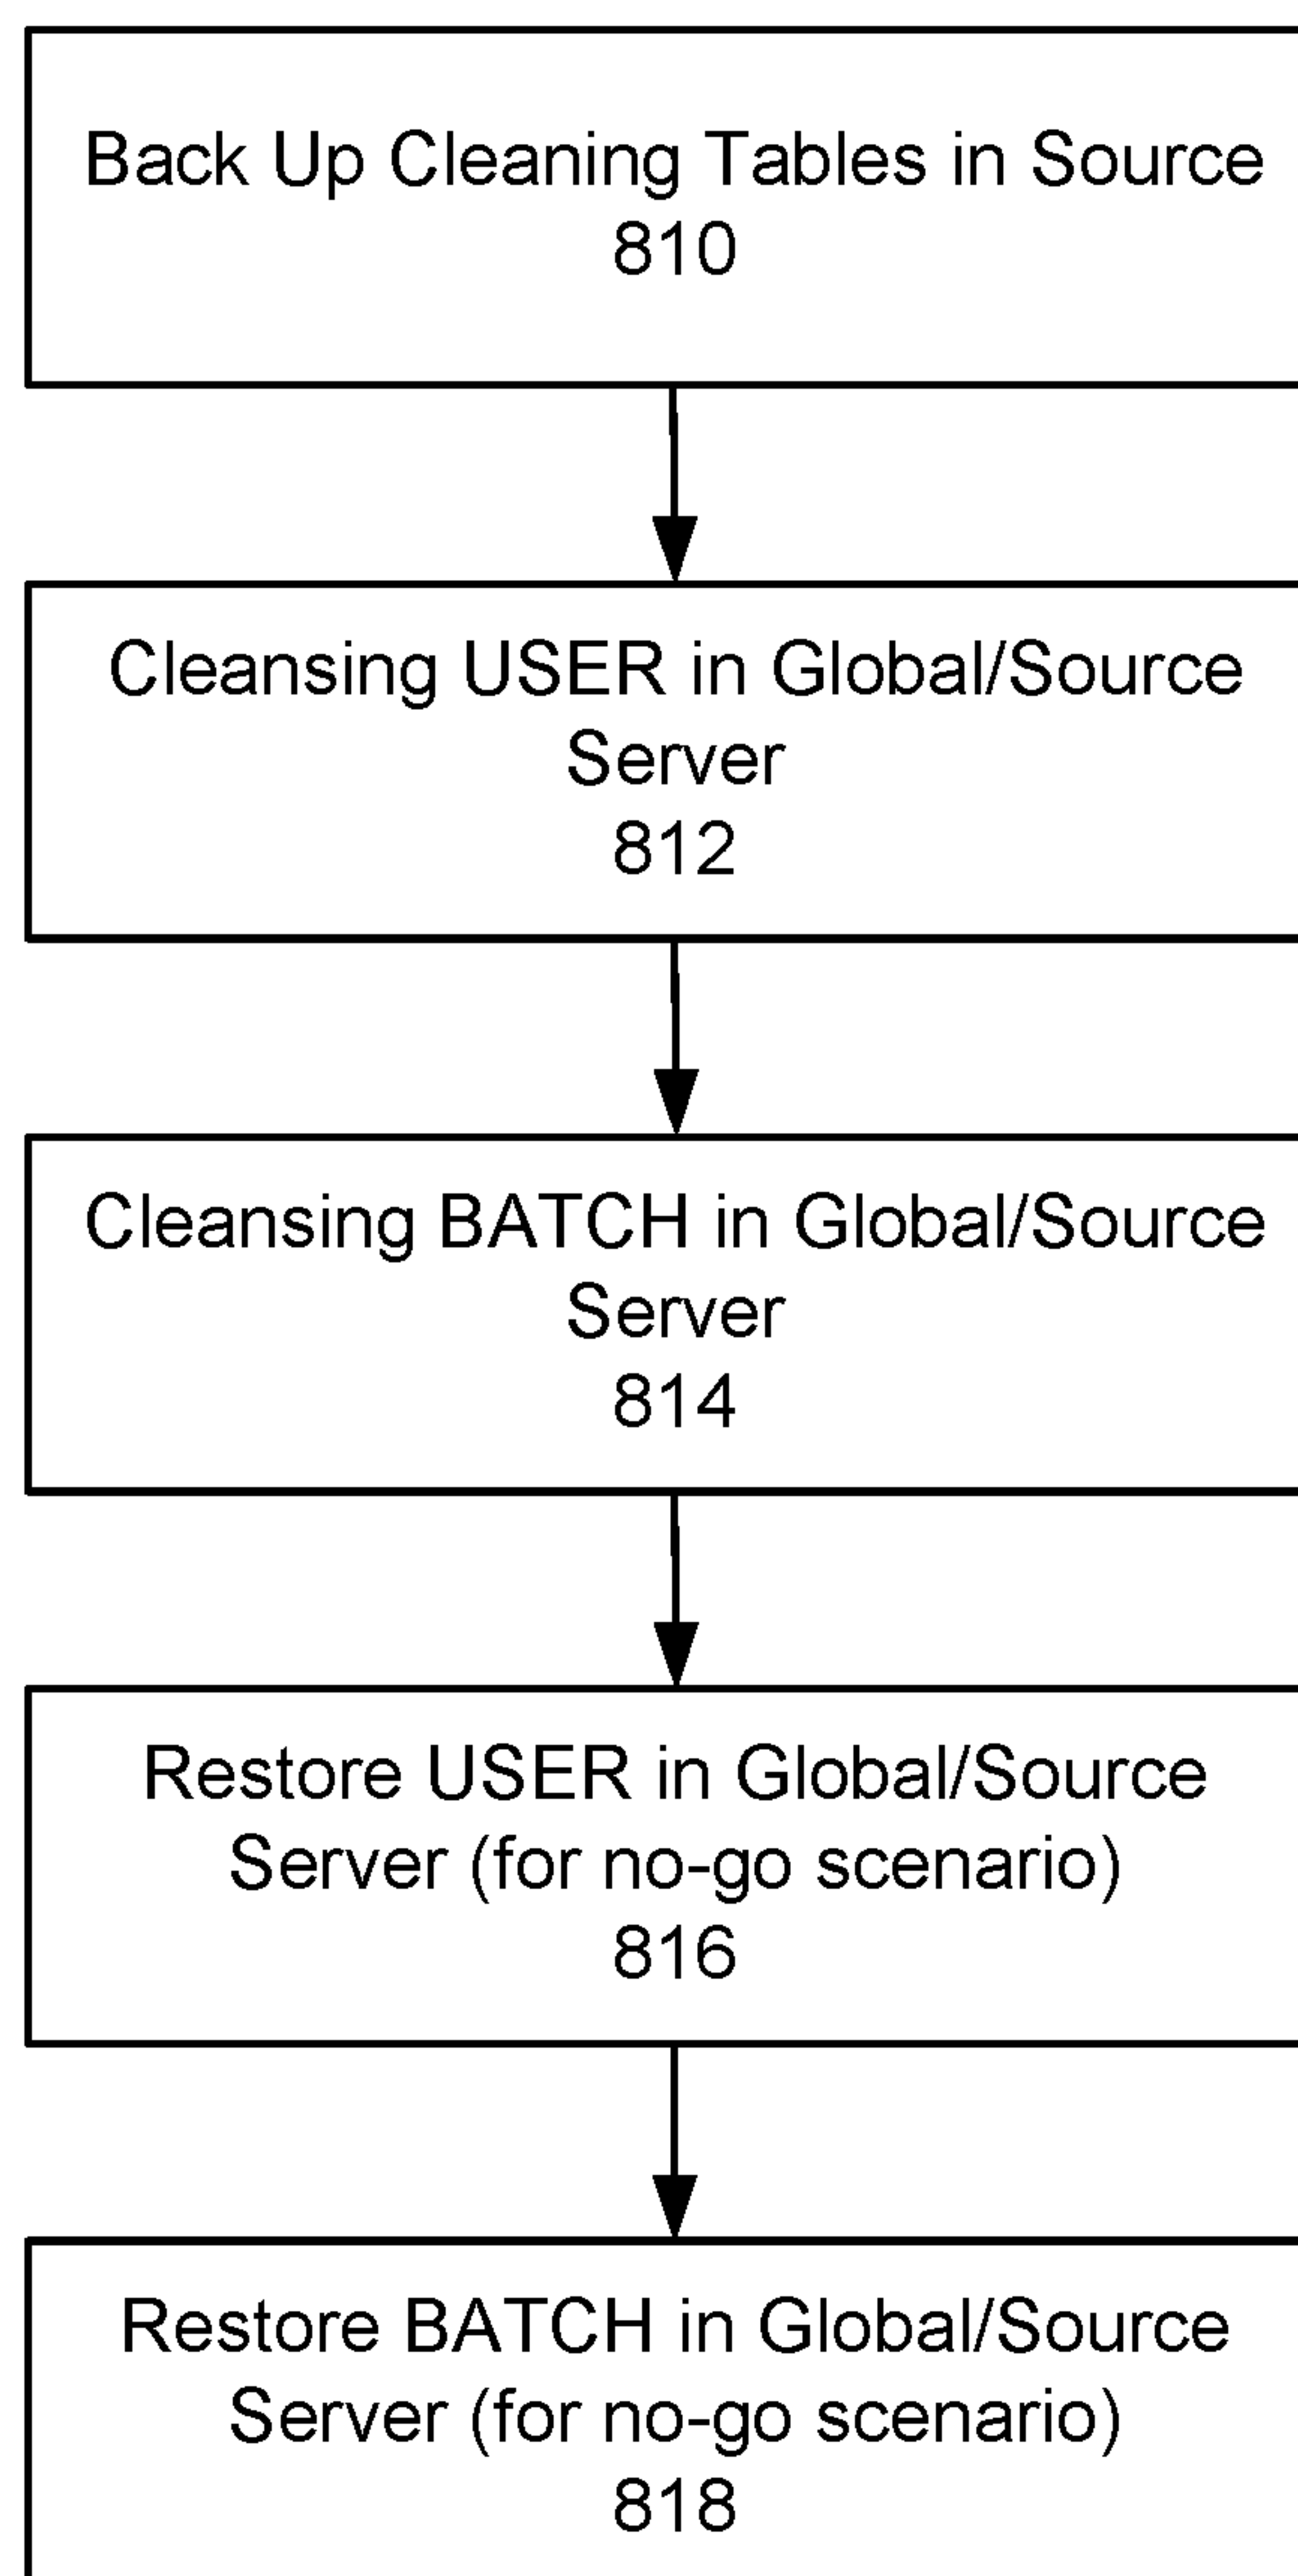 Back Up Cleaning Tables in Source
810
Cleansing USER in Global/Source
Server
812
Cleansing BATCH in Global/Source
Server
814
Restore USER in Global/Source
Server (for no-go scenario)
816
Restore BATCH in Global/Source
Server (for no-go scenario)
818